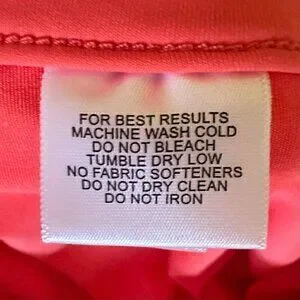 FOR BEST RESULTS
MACHINE WASH COLD
DO NOT BLEACH
TUMBLE DRY LOW
NO FABRIC SOFTENERS
DO NOT DRY CLEAN
DO NOT IRON